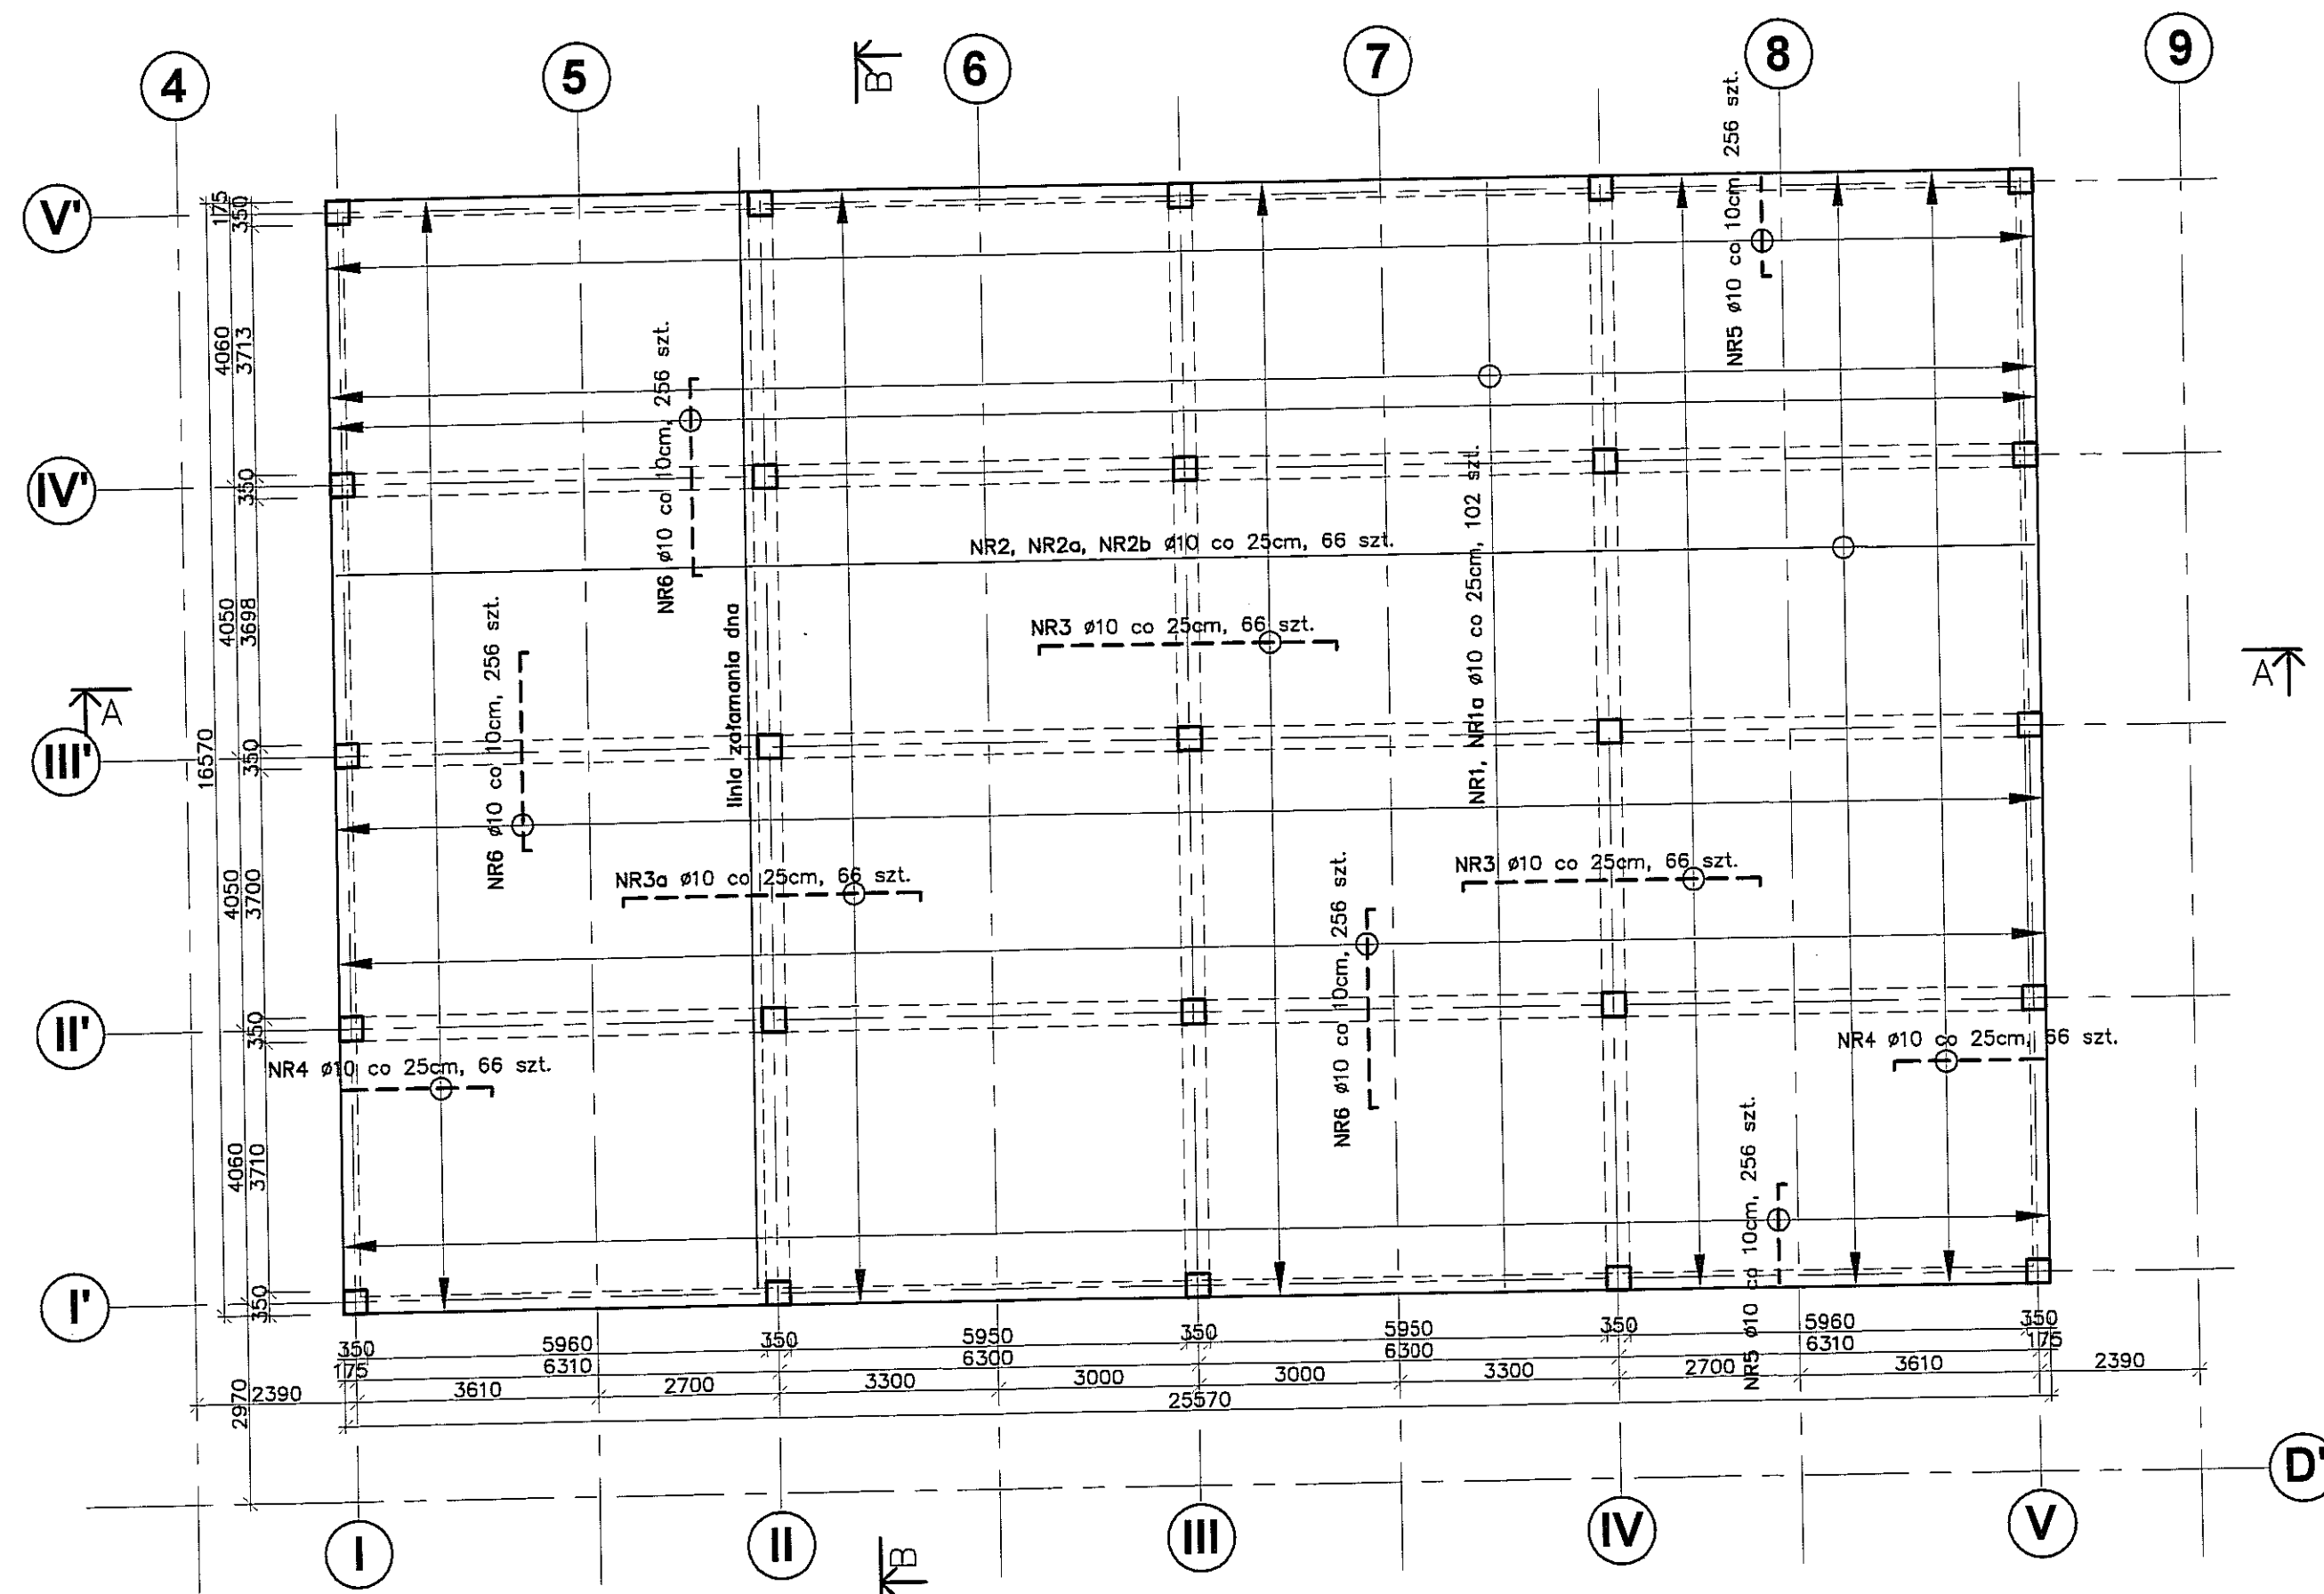 4
5
6
7
8
9
B
V'
IV'
III'
II'
I'
175
350
4060
3713
350
4050
3698
16570
350
4050
3700
350
4060
3710
350
2970
NR5 ø10 co 10cm, 256 szt.
NR6 ø10 co 10cm, 256 szt.
NR2, NR2a, NR2b ø10 co 25cm, 66 szt.
NR1, NR1a ø10 co 25cm, 102 szt.
NR3 ø10 co 25cm, 66 szt.
linia załamania dna
NR6 ø10 co 10cm, 256 szt.
A
A
NR3a ø10 co 25cm, 66 szt.
NR3 ø10 co 25cm, 66 szt.
NR6 ø10 co 10cm, 256 szt.
NR4 ø10 co 25cm, 66 szt.
NR4 ø10 co 25cm, 66 szt.
NR5 ø10 co 10cm, 256 szt.
350 5960 350 5950 350 5950 350 5960 350
175 6310 6300 6300 6310 175
2390 3610 2700 3300 3000 3000 3300 2700 3610 2390
25570
D'
I
II
III
IV
V
B